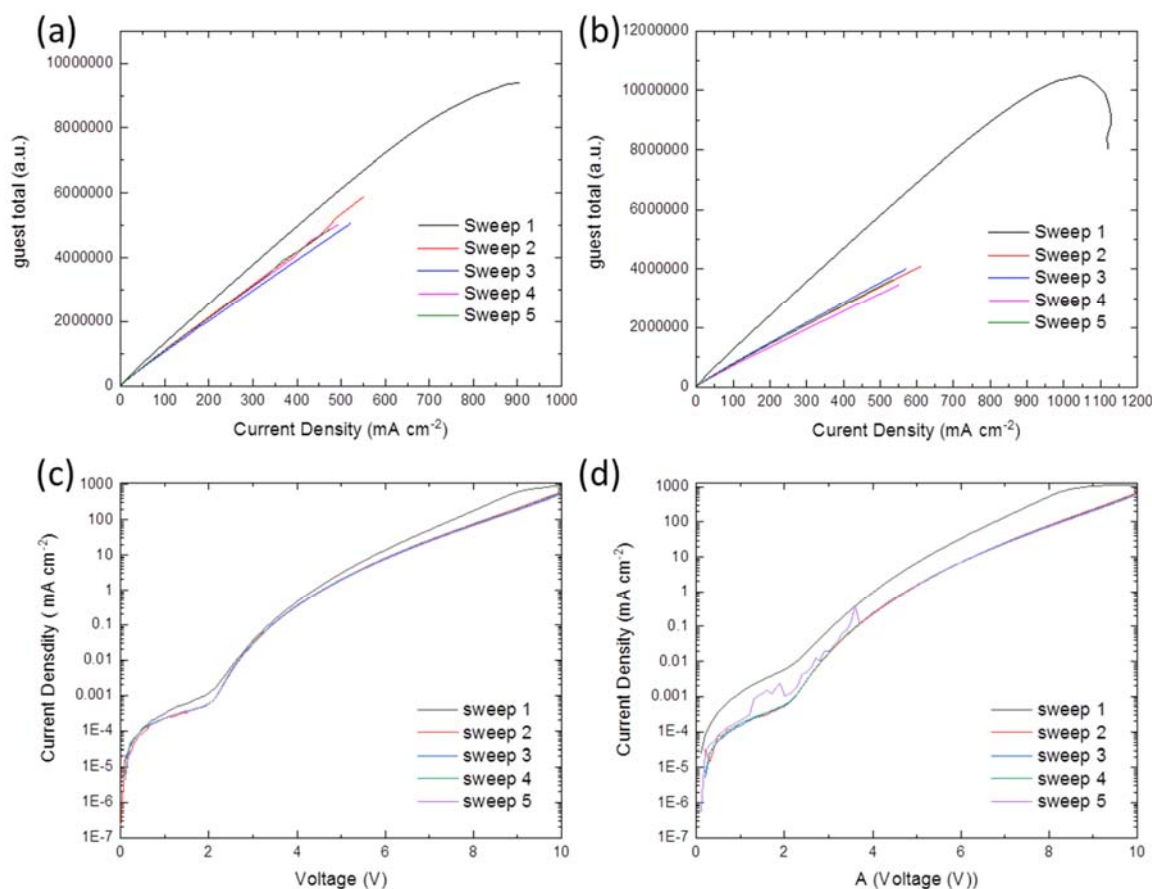 (a)
guest total (a.u.)
10000000
8000000
6000000
4000000
2000000
0
0 100 200 300 400 500 600 700 800 900 1000
Current Density (mA cm-2)
Sweep 1
Sweep 2
Sweep 3
Sweep 4
Sweep 5
(b)
guest total (a.u.)
12000000
10000000
8000000
6000000
4000000
2000000
0
0 100 200 300 400 500 600 700 800 900 1000 1100 1200
Curent Density (mA cm-2)
Sweep 1
Sweep 2
Sweep 3
Sweep 4
Sweep 5
(c)
Current Densdity ( mA cm-2)
1000
100
10
1
0.1
0.01
0.001
1E-4
1E-5
1E-6
1E-7
0 2 4 6 8 10
Voltage (V)
sweep 1
sweep 2
sweep 3
sweep 4
sweep 5
(d)
Current Density (mA cm-2)
1000
100
10
1
0.1
0.01
0.001
1E-4
1E-5
1E-6
1E-7
0 2 4 6 8 10
A (Voltage (V))
sweep 1
sweep 2
sweep 3
sweep 4
sweep 5